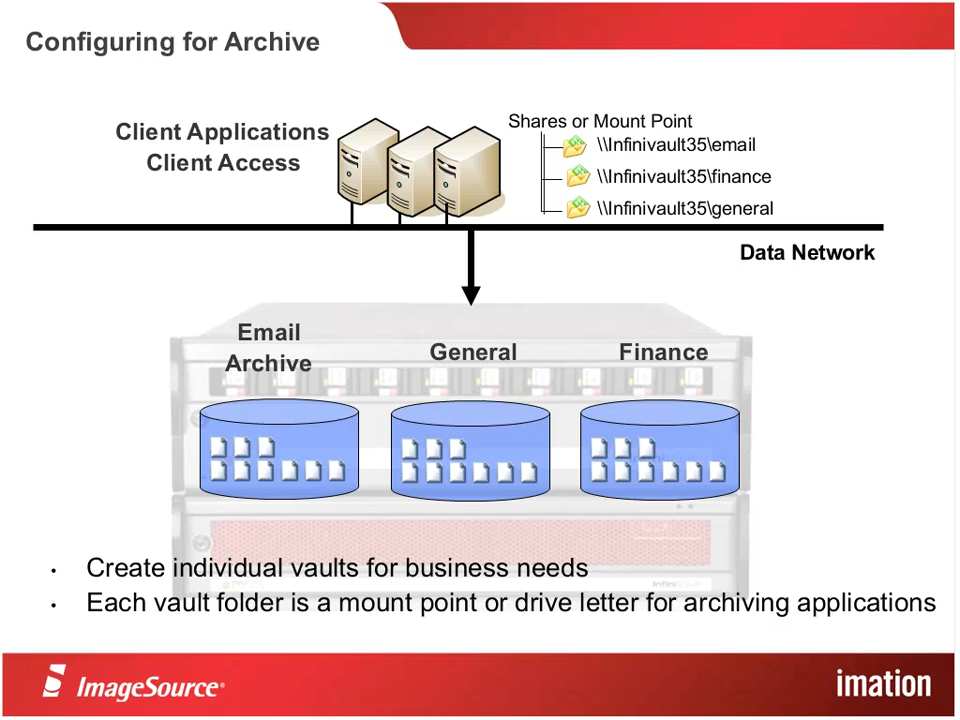 Configuring for Archive
Client Applications
Client Access
Shares or Mount Point
\\Infinivault35\email
\\Infinivault35\finance
\\Infinivault35\general
Data Network
Email
Archive
General
Finance
• Create individual vaults for business needs
• Each vault folder is a mount point or drive letter for archiving applications
ImageSource®
imation